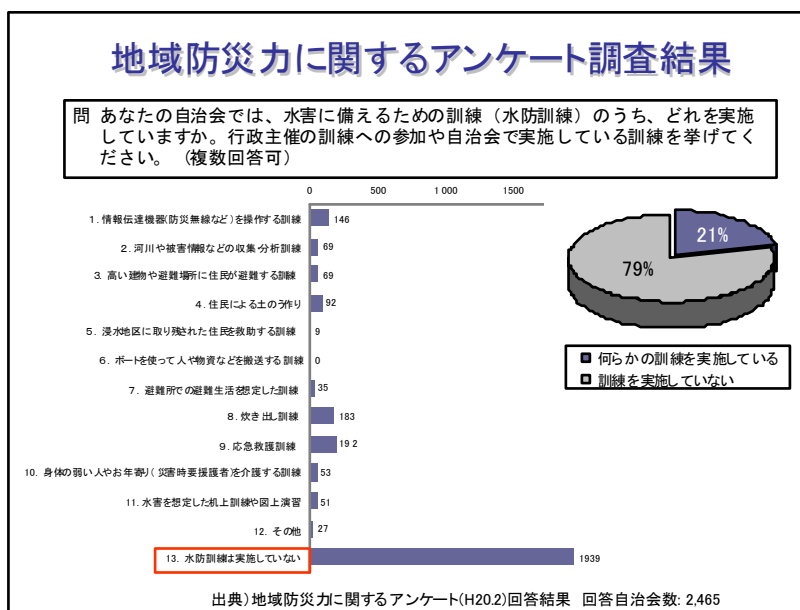 地域防災力に関するアンケート調査結果
問 あなたの自治会では、水害に備えるための訓練（水防訓練）のうち、どれを実施
していますか。行政主催の訓練への参加や自治会で実施している訓練を挙げてく
ださい。（複数回答可）
0 500 1 000 1500
1. 情報伝達機器(防災無線など)を操作する訓練 146
2. 河川や被害情報などの収集・分析訓練 69
3. 高い建物や避難場所に住民が避難する訓練 69
4. 住民による土のう作り 92
5. 浸水地区に取り残された住民を救助する訓練 9
6. ボートを使って人や物資などを搬送する訓練 0
7. 避難所での避難生活を想定した訓練 35
8. 炊き出し訓練 183
9. 応急救護訓練 192
10. 身体の弱い人やお年寄り(災害時要援護者)を介護する訓練 53
11. 水害を想定した机上訓練や図上演習 51
12. その他 27
13. 水防訓練は実施していない 1939
21%
79%
何らかの訓練を実施している
訓練を実施していない
出典)地域防災力に関するアンケート(H20.2)回答結果 回答自治会数: 2,465